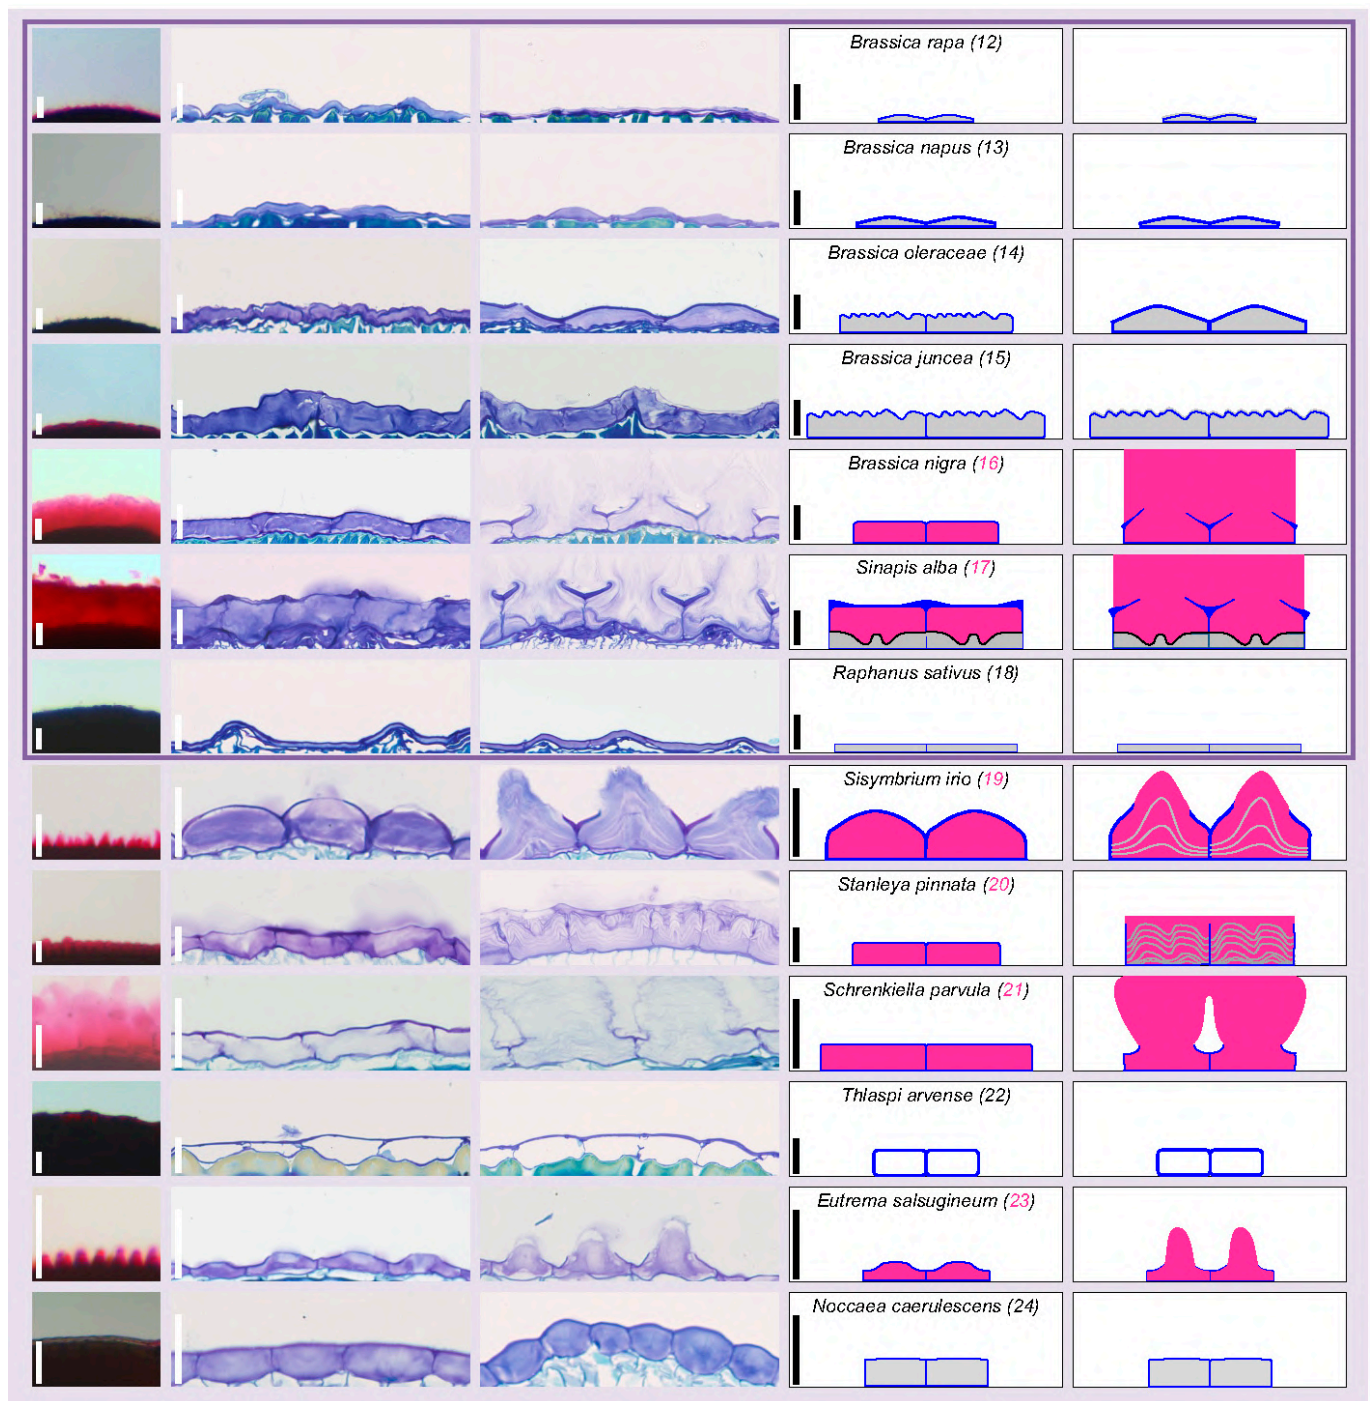 Brassica rapa (12)
Brassica napus (13)
Brassica oleraceae (14)
Brassica juncea (15)
Brassica nigra (16)
Sinapis alba (17)
Raphanus sativus (18)
Sisymbrium irio (19)
Stanleya pinnata (20)
Schrenkiella parvula (21)
Thlaspi arvense (22)
Eutrema salsugineum (23)
Noccaea caerulescens (24)